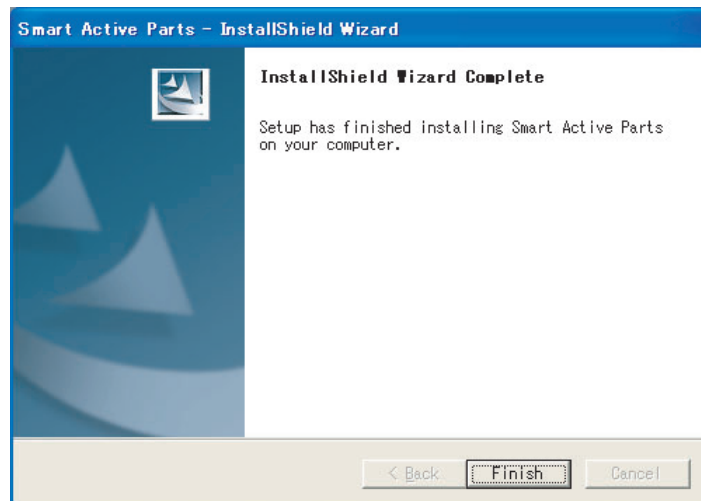 Smart Active Parts - InstallShield Wizard
InstallShield Wizard Complete
Setup has finished installing Smart Active Parts
on your computer.
< Back
Finish
Cancel